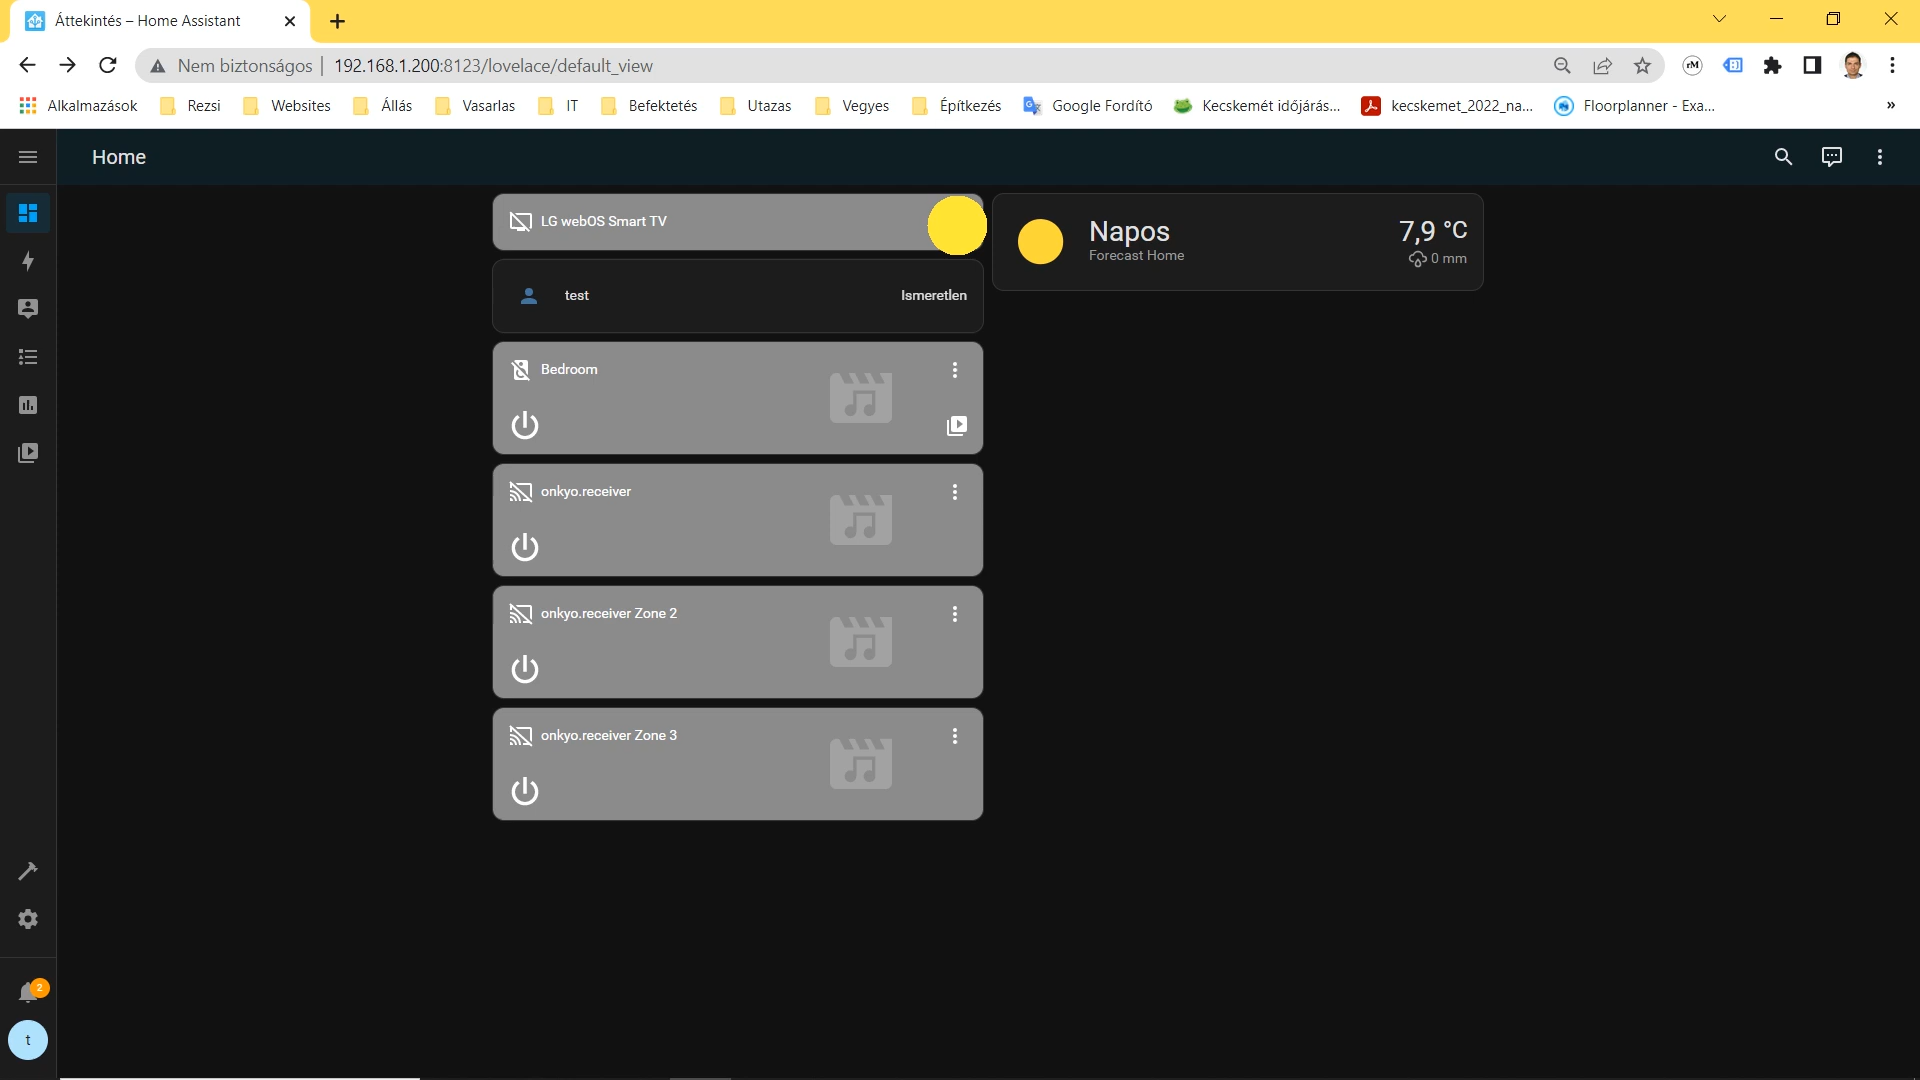 Áttekintés – Home Assistant
Nem biztonságos | 192.168.1.200:8123/lovelace/default_view
rM
Alkalmazások Rezsi Websites Állás Vasarlas IT Befektetés Utazas Vegyes Építkezés Google Fordító Kecskemét időjárás... kecskemet_2022_na... Floorplanner - Exa... »
Home
LG webOS Smart TV
Napos 7,9 °C
Forecast Home 0 mm
test Ismeretlen
Bedroom
onkyo.receiver
onkyo.receiver Zone 2
onkyo.receiver Zone 3
2
t